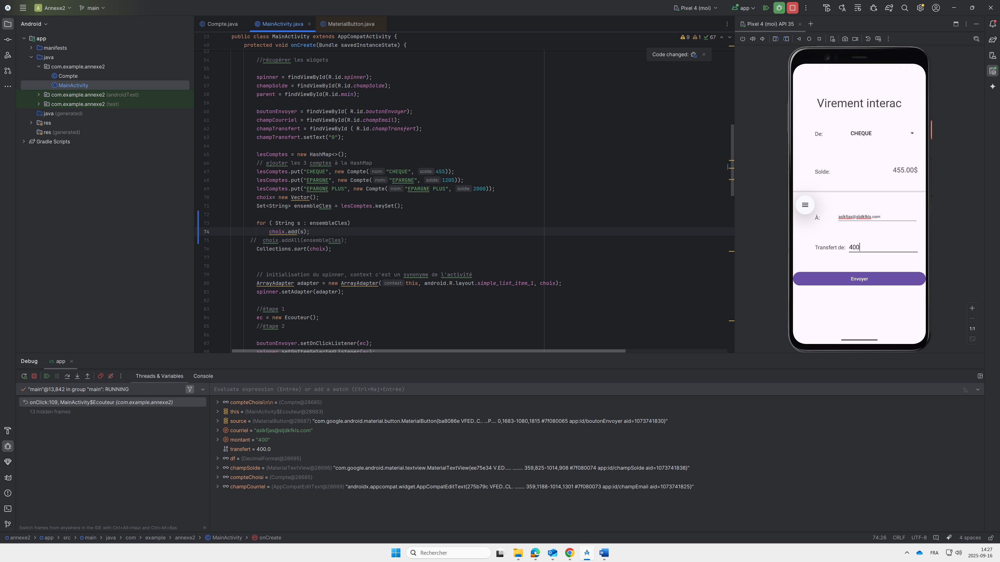 A Annexe2 main Pixel 4 (moi) app
Android
app
manifests
java
com.example.annexe2
Compte
MainActivity
com.example.annexe2 (androidTest)
com.example.annexe2 (test)
java (generated)
res
res (generated)
Gradle Scripts
Compte.java MainActivity.java MaterialButton.java
9 1 67
Code changed:
23 public class MainActivity extends AppCompatActivity {
49 protected void onCreate(Bundle savedInstanceState) {
53
54 //récupérer les widgets
55
56 spinner = findViewById(R.id.spinner);
57 champSolde = findViewById(R.id.champSolde);
58 parent = findViewById(R.id.main);
59
60 boutonEnvoyer = findViewById( R.id.boutonEnvoyer);
61 champCourriel = findViewById(R.id.champEmail);
62 champTransfert = findViewById ( R.id.champTransfert);
63 champTransfert.setText("0");
64
65 lesComptes = new HashMap<>();
66 // ajouter les 3 comptes à la HashMap
67 lesComptes.put("CHEQUE", new Compte( nom: "CHEQUE", solde: 455));
68 lesComptes.put("EPARGNE", new Compte( nom: "EPARGNE", solde: 1205));
69 lesComptes.put("EPARGNE PLUS", new Compte( nom: "EPARGNE PLUS", solde: 2000));
70 choix= new Vector();
71 Set<String> ensembleCles = lesComptes.keySet();
72
73 for ( String s : ensembleCles)
74 choix.add(s);
75 // choix.addAll(ensembleCles);
76 Collections.sort(choix);
77
78
79 // initialisation du spinner, context c'est un synonyme de l'activité
80 ArrayAdapter adapter = new ArrayAdapter( context: this, android.R.layout.simple_list_item_1, choix);
81 spinner.setAdapter(adapter);
82
83 //étape 1
84 ec = new Ecouteur();
85 //étape 2
86
87 boutonEnvoyer.setOnClickListener(ec);
88 spinner.setOnItemSelectedListener(ec);
Pixel 4 (moi) API 35
Virement interac
De: CHEQUE
Solde: 455.00$
À: aslkfjas@sljdkfkls.com
Transfert de: 400
Envoyer
1:1
Debug app
Threads & Variables Console
"main"@13,842 in group "main": RUNNING
Evaluate expression (Entrée) or add a watch (Ctrl+Maj+Entrée)
onClick:109, MainActivity$Ecouteur (com.example.annexe2)
13 hidden frames
compteChoisi\n\n = {Compte@28685}
this = {MainActivity$Ecouteur@28683}
source = {MaterialButton@28687} "com.google.android.material.button.MaterialButton{ba8086e VFED..C.. ...P.... 0,1683-1080,1815 #7f080065 app:id/boutonEnvoyer aid=1073741830}"
courriel = "aslkfjas@sljdkfkls.com"
montant = "400"
transfert = 400.0
df = {DecimalFormat@28695}
champSolde = {MaterialTextView@28696} "com.google.android.material.textview.MaterialTextView{ee75e34 V.ED..... ........ 359,825-1014,908 #7f080074 app:id/champSolde aid=1073741838}"
compteChoisi = {Compte@28685}
champCourriel = {AppCompatEditText@28689} "androidx.appcompat.widget.AppCompatEditText{275b79c VFED..CL. ........ 359,1188-1014,1301 #7f080073 app:id/champEmail aid=1073741825}"
Switch frames from anywhere in the IDE with Ctrl+Alt+Haut and Ctrl+Alt+Bas
annexe2 > app > src > main > java > com > example > annexe2 > MainActivity > onCreate
74:26 CRLF UTF-8 4 spaces
Rechercher
FRA
14:27
2025-09-16